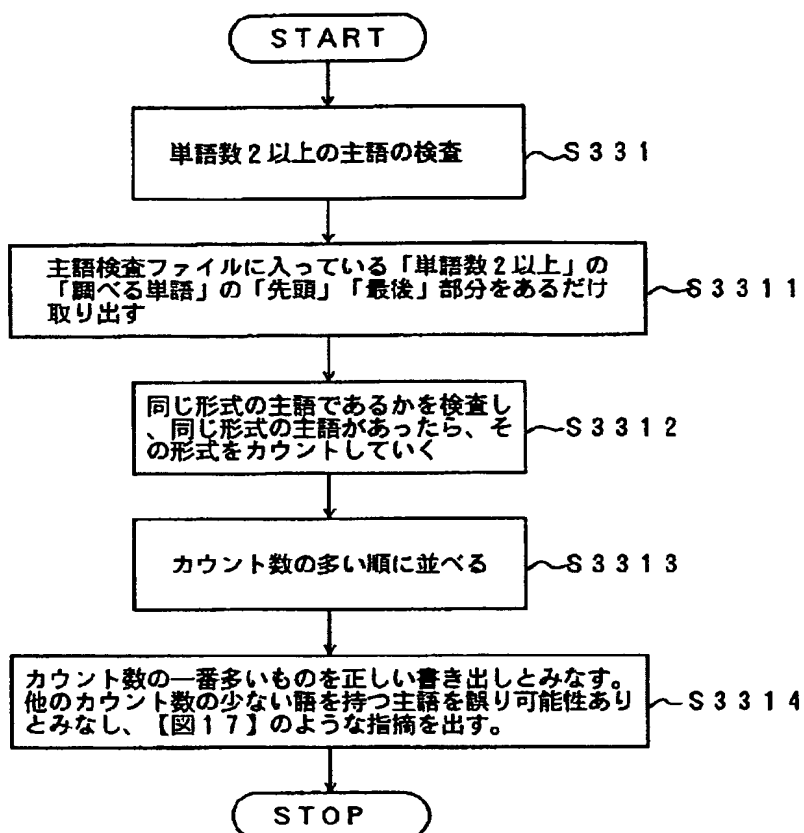 START
単語数2以上の主語の検査
S331
主語検査ファイルに入っている「単語数2以上」の
「調べる単語」の「先頭」「最後」部分をあるだけ
取り出す
S3311
同じ形式の主語であるかを検査し
、同じ形式の主語があったら、そ
の形式をカウントしていく
S3312
カウント数の多い順に並べる
S3313
カウント数の一番多いものを正しい書き出しとみなす。
他のカウント数の少ない語を持つ主語を誤り可能性あり
とみなし、【図17】のような指摘を出す。
S3314
STOP